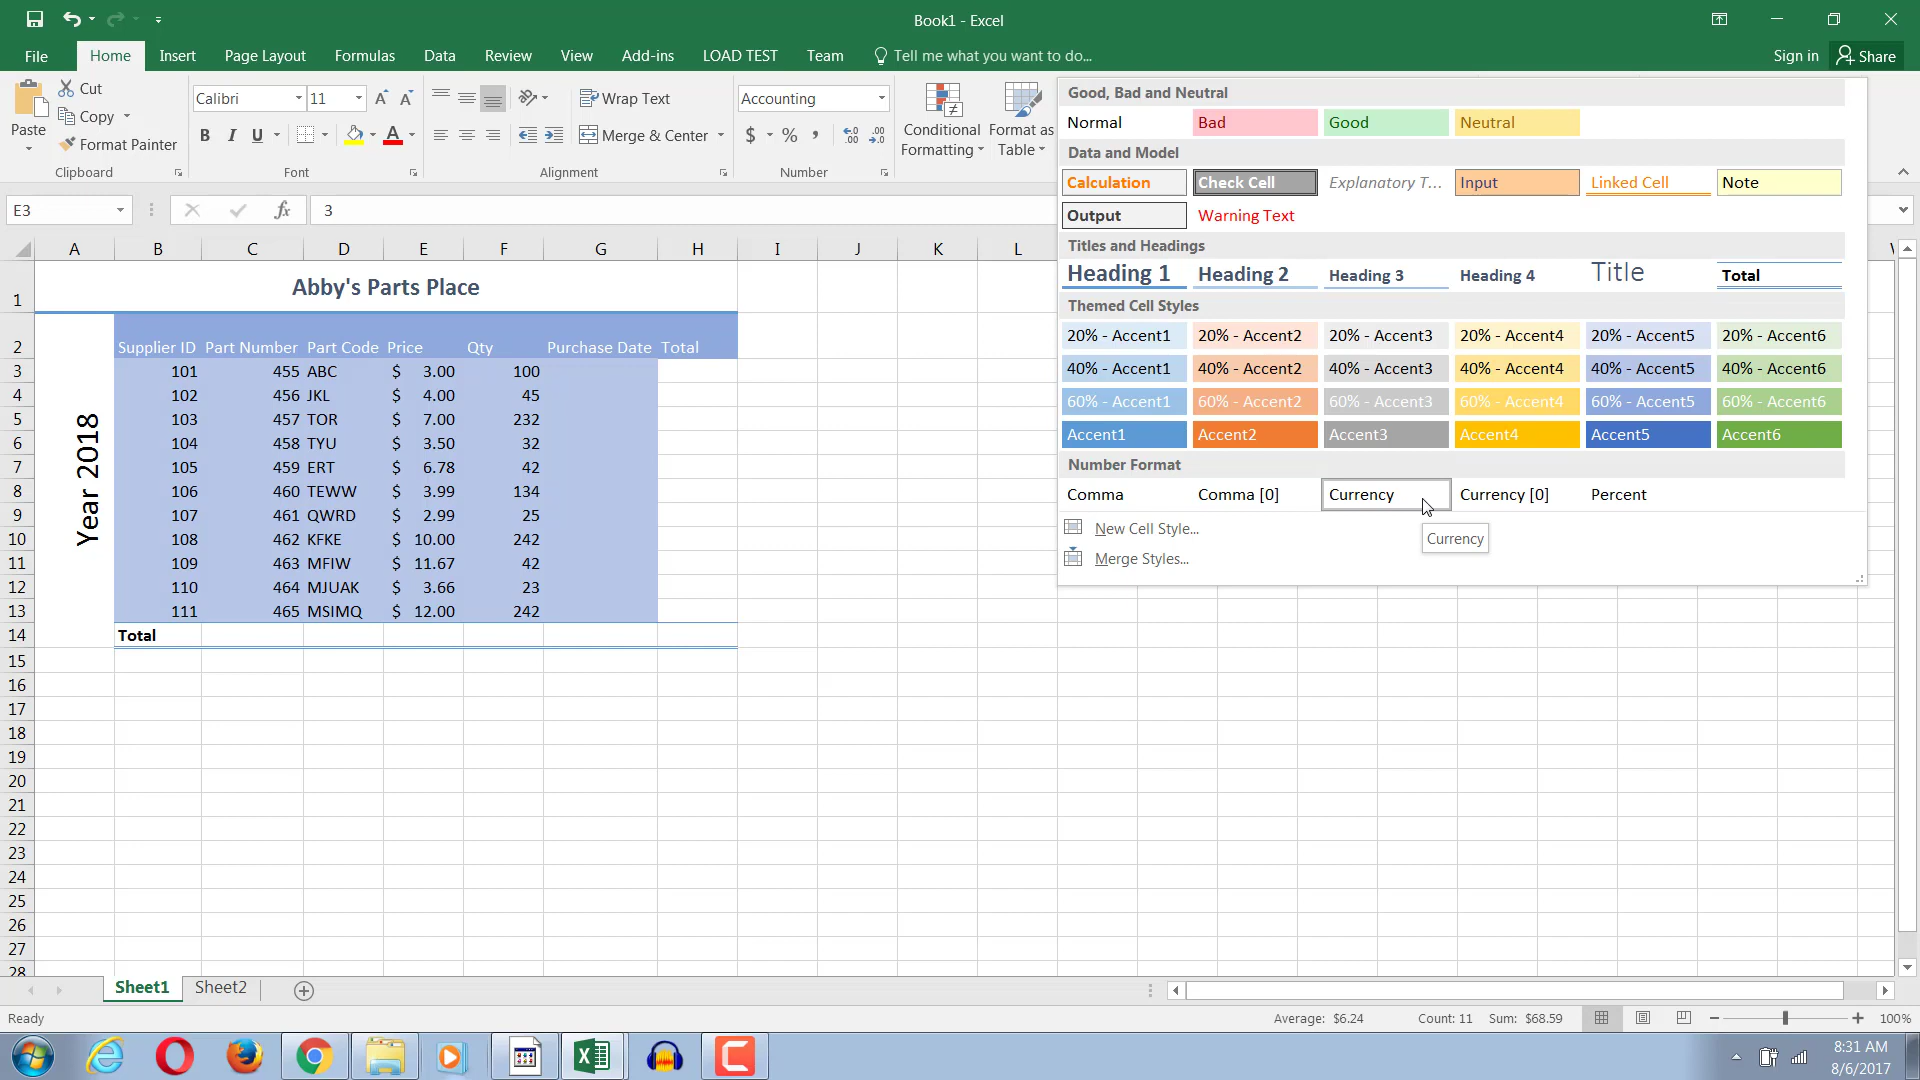 Book1 - Excel
File Home Insert Page Layout Formulas Data Review View Add-ins LOAD TEST Team Tell me what you want to do... Sign in Share
Paste
Cut
Copy
Format Painter
Clipboard
Calibri 11
B I U A
Font
Wrap Text
Merge & Center
Alignment
Accounting
$ % ,
Number
Conditional Formatting
Format as Table
Good, Bad and Neutral
Normal Bad Good Neutral
Data and Model
Calculation Check Cell Explanatory T... Input Linked Cell Note
Output Warning Text
Titles and Headings
Heading 1 Heading 2 Heading 3 Heading 4 Title Total
Themed Cell Styles
20% - Accent1 20% - Accent2 20% - Accent3 20% - Accent4 20% - Accent5 20% - Accent6
40% - Accent1 40% - Accent2 40% - Accent3 40% - Accent4 40% - Accent5 40% - Accent6
60% - Accent1 60% - Accent2 60% - Accent3 60% - Accent4 60% - Accent5 60% - Accent6
Accent1 Accent2 Accent3 Accent4 Accent5 Accent6
Number Format
Comma Comma [0] Currency Currency [0] Percent
New Cell Style...
Merge Styles...
Currency
E3 fx 3
A B C D E F G H I J K L
1 Abby's Parts Place
Year 2018
2 Supplier ID Part Number Part Code Price Qty Purchase Date Total
3 101 455 ABC $ 3.00 100
4 102 456 JKL $ 4.00 45
5 103 457 TOR $ 7.00 232
6 104 458 TYU $ 3.50 32
7 105 459 ERT $ 6.78 42
8 106 460 TEWW $ 3.99 134
9 107 461 QWRD $ 2.99 25
10 108 462 KFKE $ 10.00 242
11 109 463 MFIW $ 11.67 42
12 110 464 MJUAK $ 3.66 23
13 111 465 MSIMQ $ 12.00 242
14 Total
15
16
17
18
19
20
21
22
23
24
25
26
27
28
Sheet1 Sheet2
Ready Average: $6.24 Count: 11 Sum: $68.59 100%
8:31 AM
8/6/2017